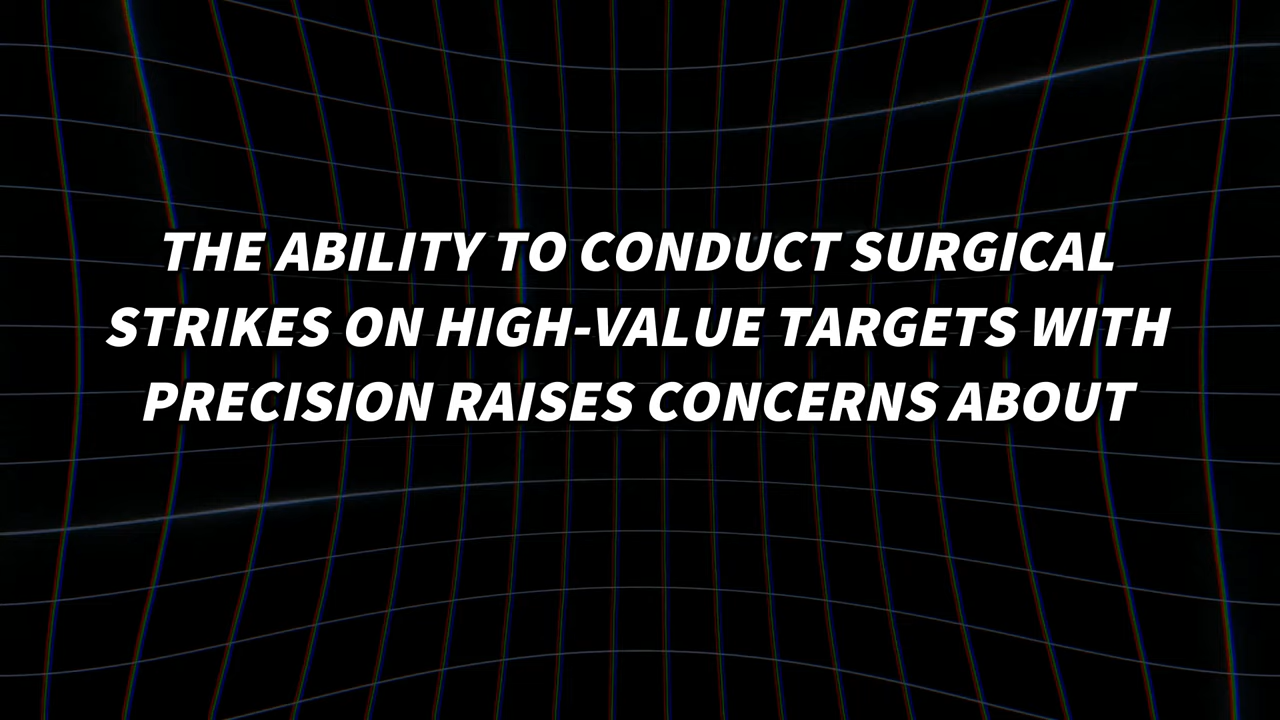 THE ABILITY TO CONDUCT SURGICAL
STRIKES ON HIGH-VALUE TARGETS WITH
PRECISION RAISES CONCERNS ABOUT